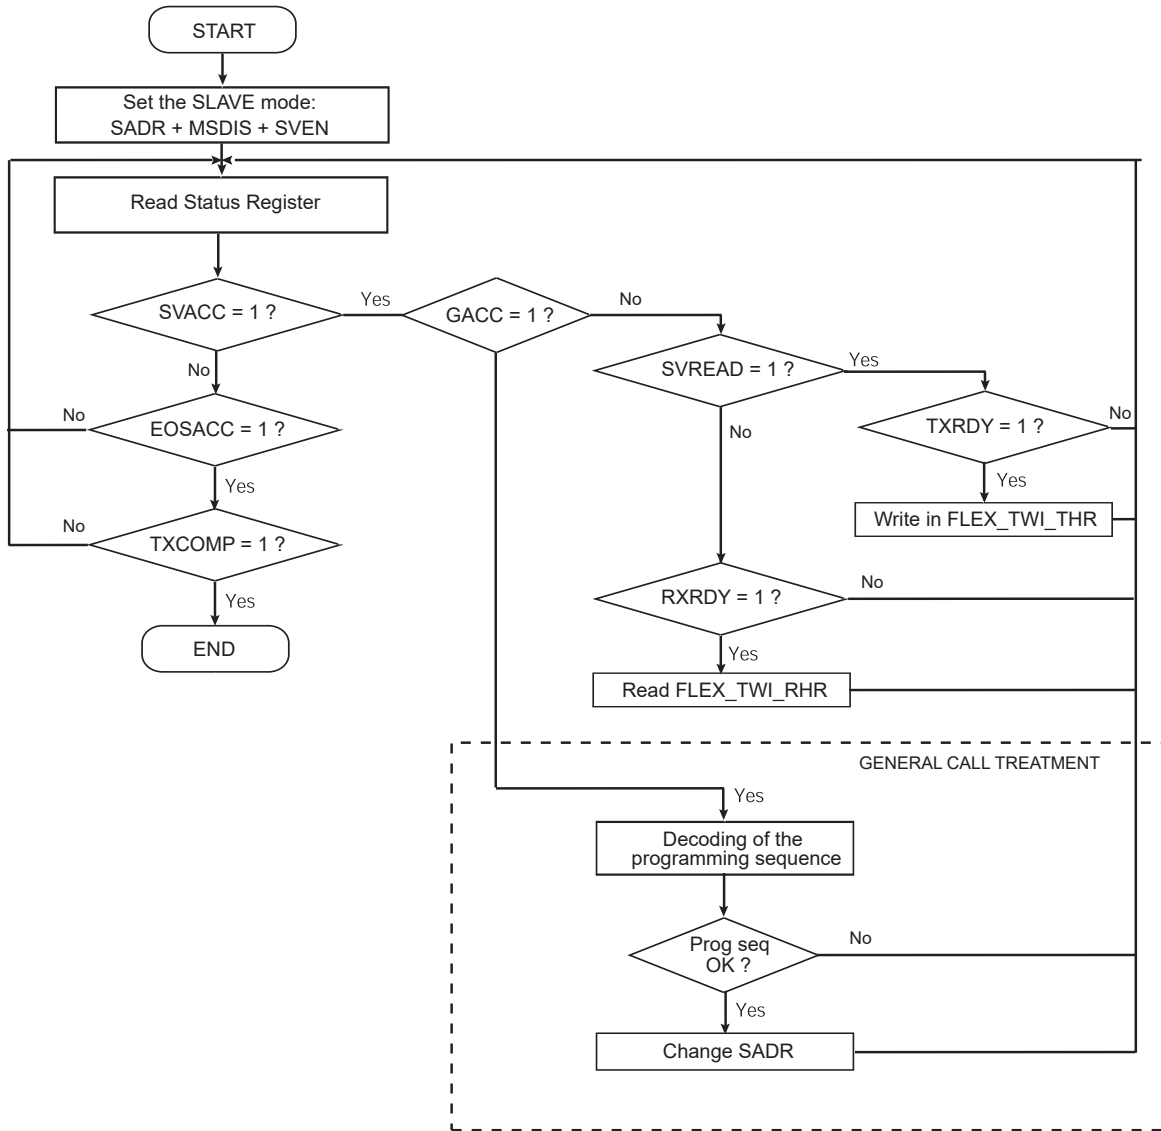 START
Set the SLAVE mode:
SADR + MSDIS + SVEN
Read Status Register
SVACC = 1 ?
Yes
GACC = 1 ?
No
SVREAD = 1 ?
Yes
No
No
EOSACC = 1 ?
No
TXRDY = 1 ?
No
Yes
Yes
Write in FLEX_TWI_THR
No
TXCOMP = 1 ?
Yes
END
RXRDY = 1 ?
No
Yes
Read FLEX_TWI_RHR
GENERAL CALL TREATMENT
Yes
Decoding of the
programming sequence
Prog seq
OK ?
No
Yes
Change SADR